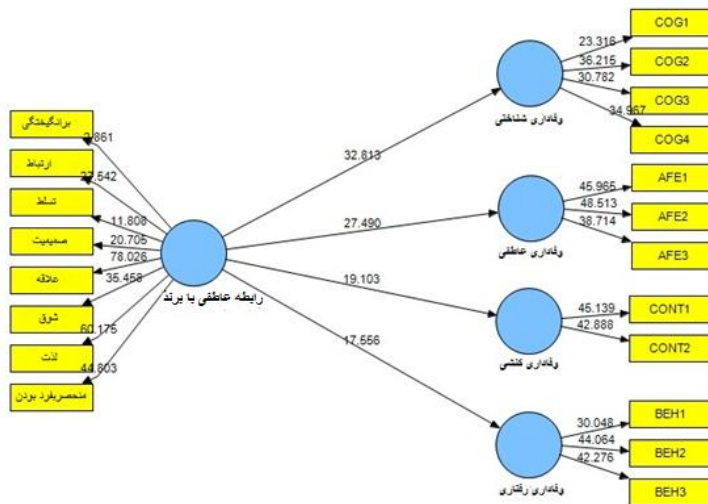 برانگیختگی
ارتباط
تسلط
صمیمیت
علاقه
شوق
لذت
منحصربفرد بودن
2.861
27.542
11.808
20.705
78.026
35.458
60.175
44.803
رابطه عاطفی با برند
32.813
27.490
19.103
17.556
وفاداری شناختی
23.316
36.215
30.782
34.967
COG1
COG2
COG3
COG4
وفاداری عاطفی
45.965
48.513
38.714
AFE1
AFE2
AFE3
وفاداری کنشی
45.139
42.888
CONT1
CONT2
وفاداری رفتاری
30.048
44.064
42.276
BEH1
BEH2
BEH3